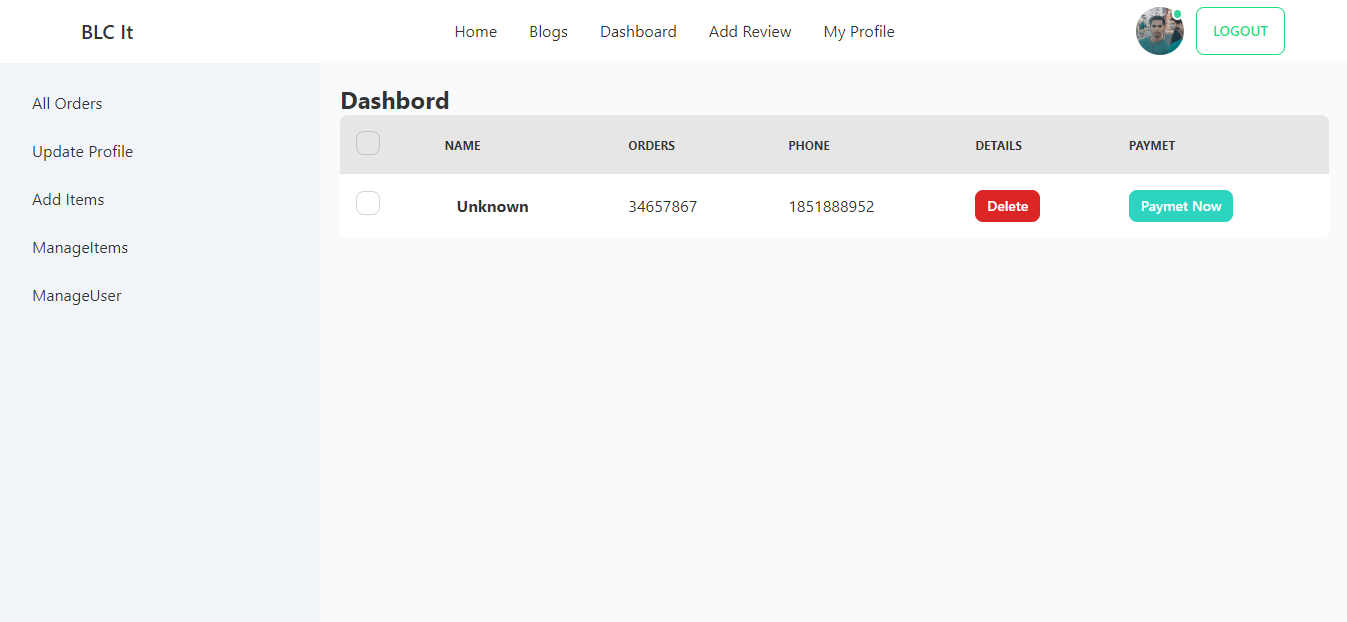 BLC It Home Blogs Dashboard Add Review My Profile LOGOUT
All Orders
Update Profile
Add Items
ManageItems
ManageUser
Dashbord
NAME ORDERS PHONE DETAILS PAYMET
Unknown 34657867 1851888952 Delete Paymet Now